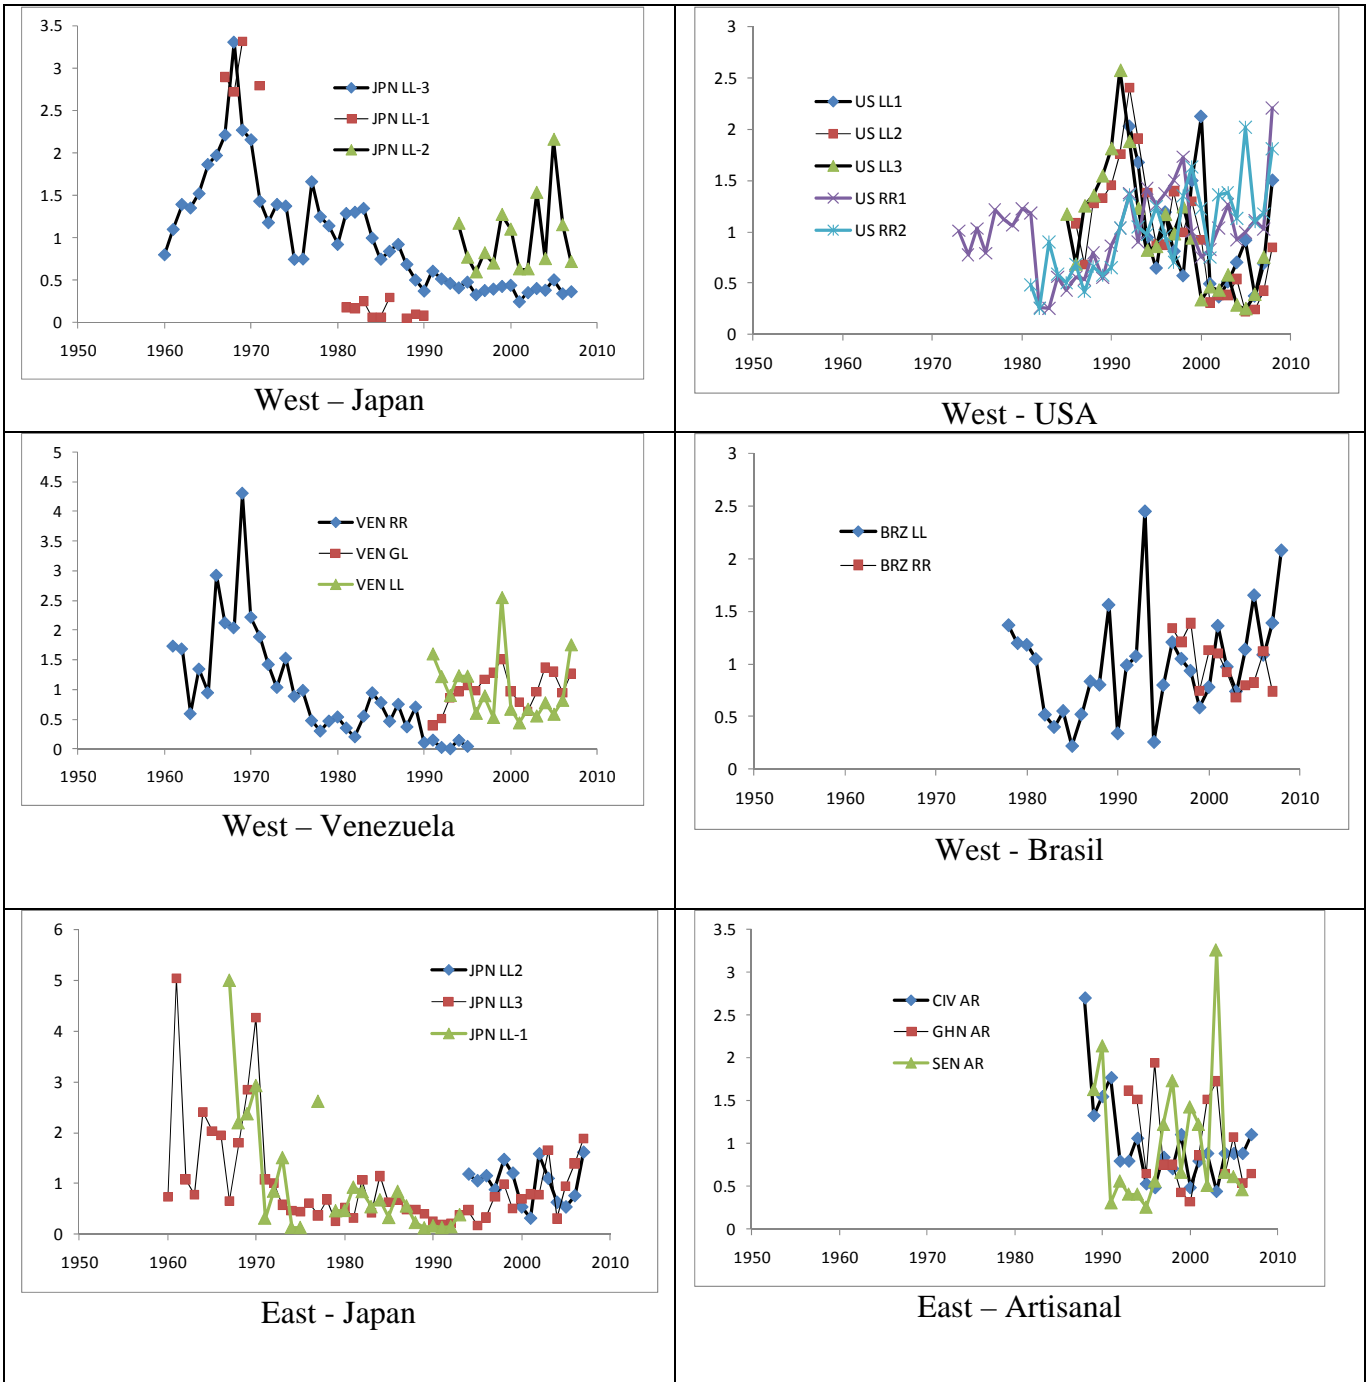 3.5
3
2.5
2
1.5
1
0.5
0
1950 1960 1970 1980 1990 2000 2010
JPN LL-3
JPN LL-1
JPN LL-2
West – Japan
3
2.5
2
1.5
1
0.5
0
1950 1960 1970 1980 1990 2000 2010
US LL1
US LL2
US LL3
US RR1
US RR2
West - USA
5
4.5
4
3.5
3
2.5
2
1.5
1
0.5
0
1950 1960 1970 1980 1990 2000 2010
VEN RR
VEN GL
VEN LL
West – Venezuela
3
2.5
2
1.5
1
0.5
0
1950 1960 1970 1980 1990 2000 2010
BRZ LL
BRZ RR
West - Brasil
6
5
4
3
2
1
0
1950 1960 1970 1980 1990 2000 2010
JPN LL2
JPN LL3
JPN LL-1
East - Japan
3.5
3
2.5
2
1.5
1
0.5
0
1950 1960 1970 1980 1990 2000 2010
CIV AR
GHN AR
SEN AR
East – Artisanal